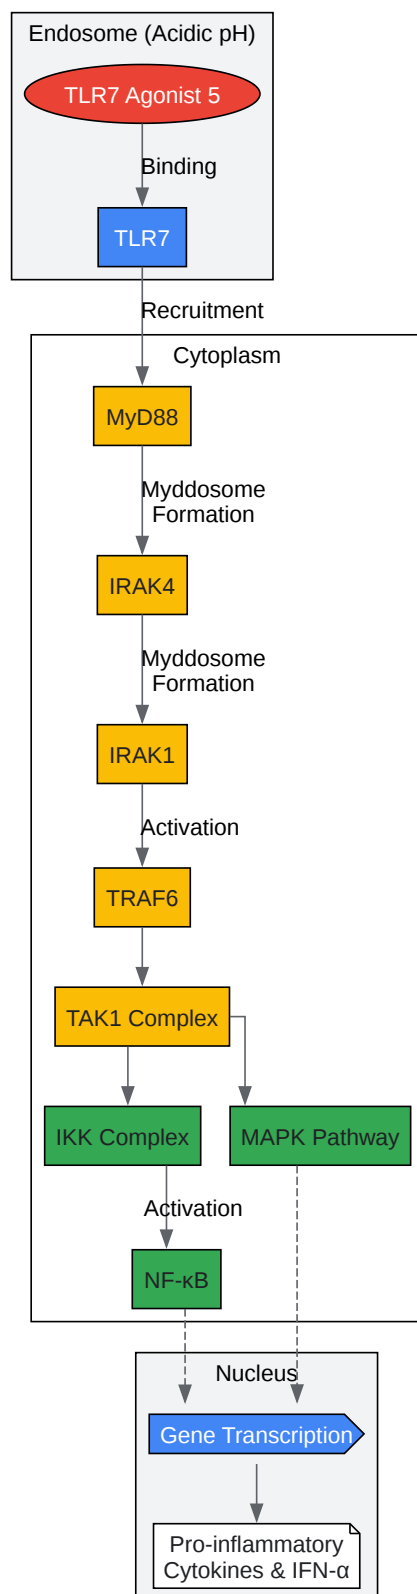 Endosome (Acidic pH)
TLR7 Agonist 5
Binding
TLR7
Recruitment
Cytoplasm
MyD88
Myddosome
Formation
IRAK4
Myddosome
Formation
IRAK1
Activation
TRAF6
TAK1 Complex
IKK Complex
MAPK Pathway
Activation
NF-κB
Nucleus
Gene Transcription
Pro-inflammatory
Cytokines & IFN-α